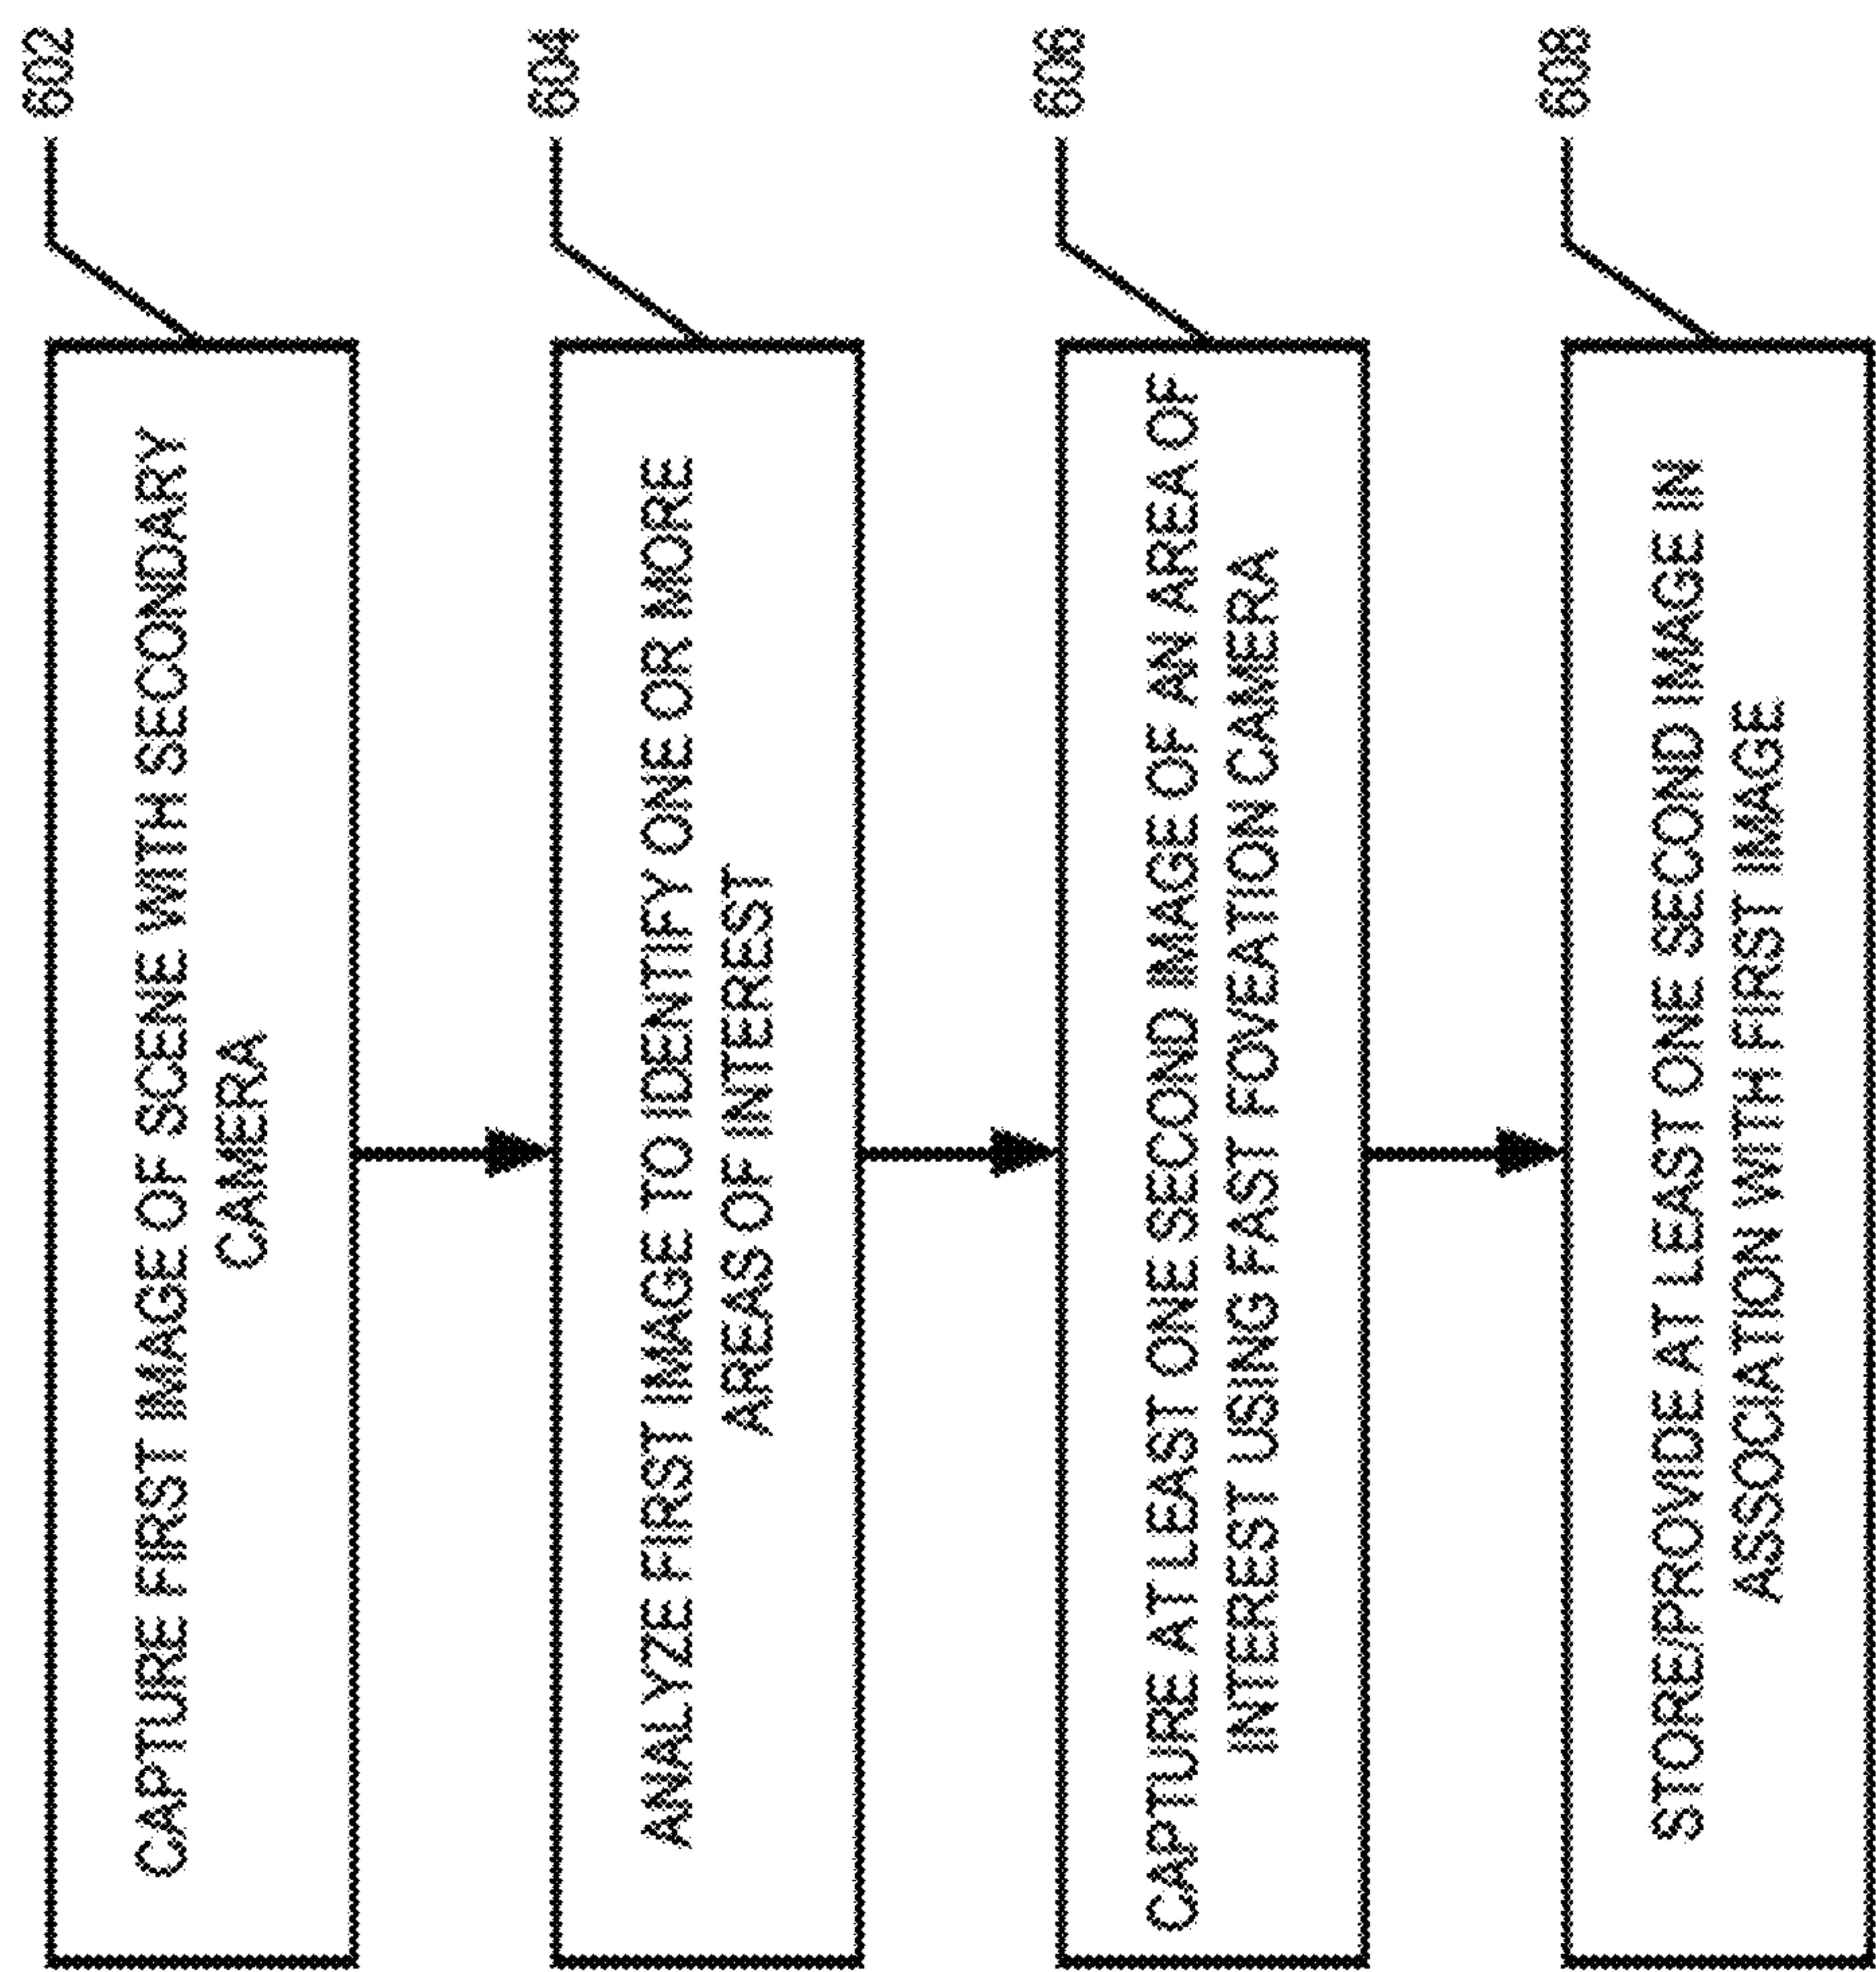 CAPTURE FIRST IMAGE OF SCENE WITH SECONDARY
CAMERA
602
ANALYZE FIRST IMAGE TO IDENTIFY ONE OR MORE
AREAS OF INTEREST
604
CAPTURE AT LEAST ONE SECOND IMAGE OF AN AREA OF
INTEREST USING FAST FOVEATION CAMERA
606
STORE/PROVIDE AT LEAST ONE SECOND IMAGE IN
ASSOCIATION WITH FIRST IMAGE
608